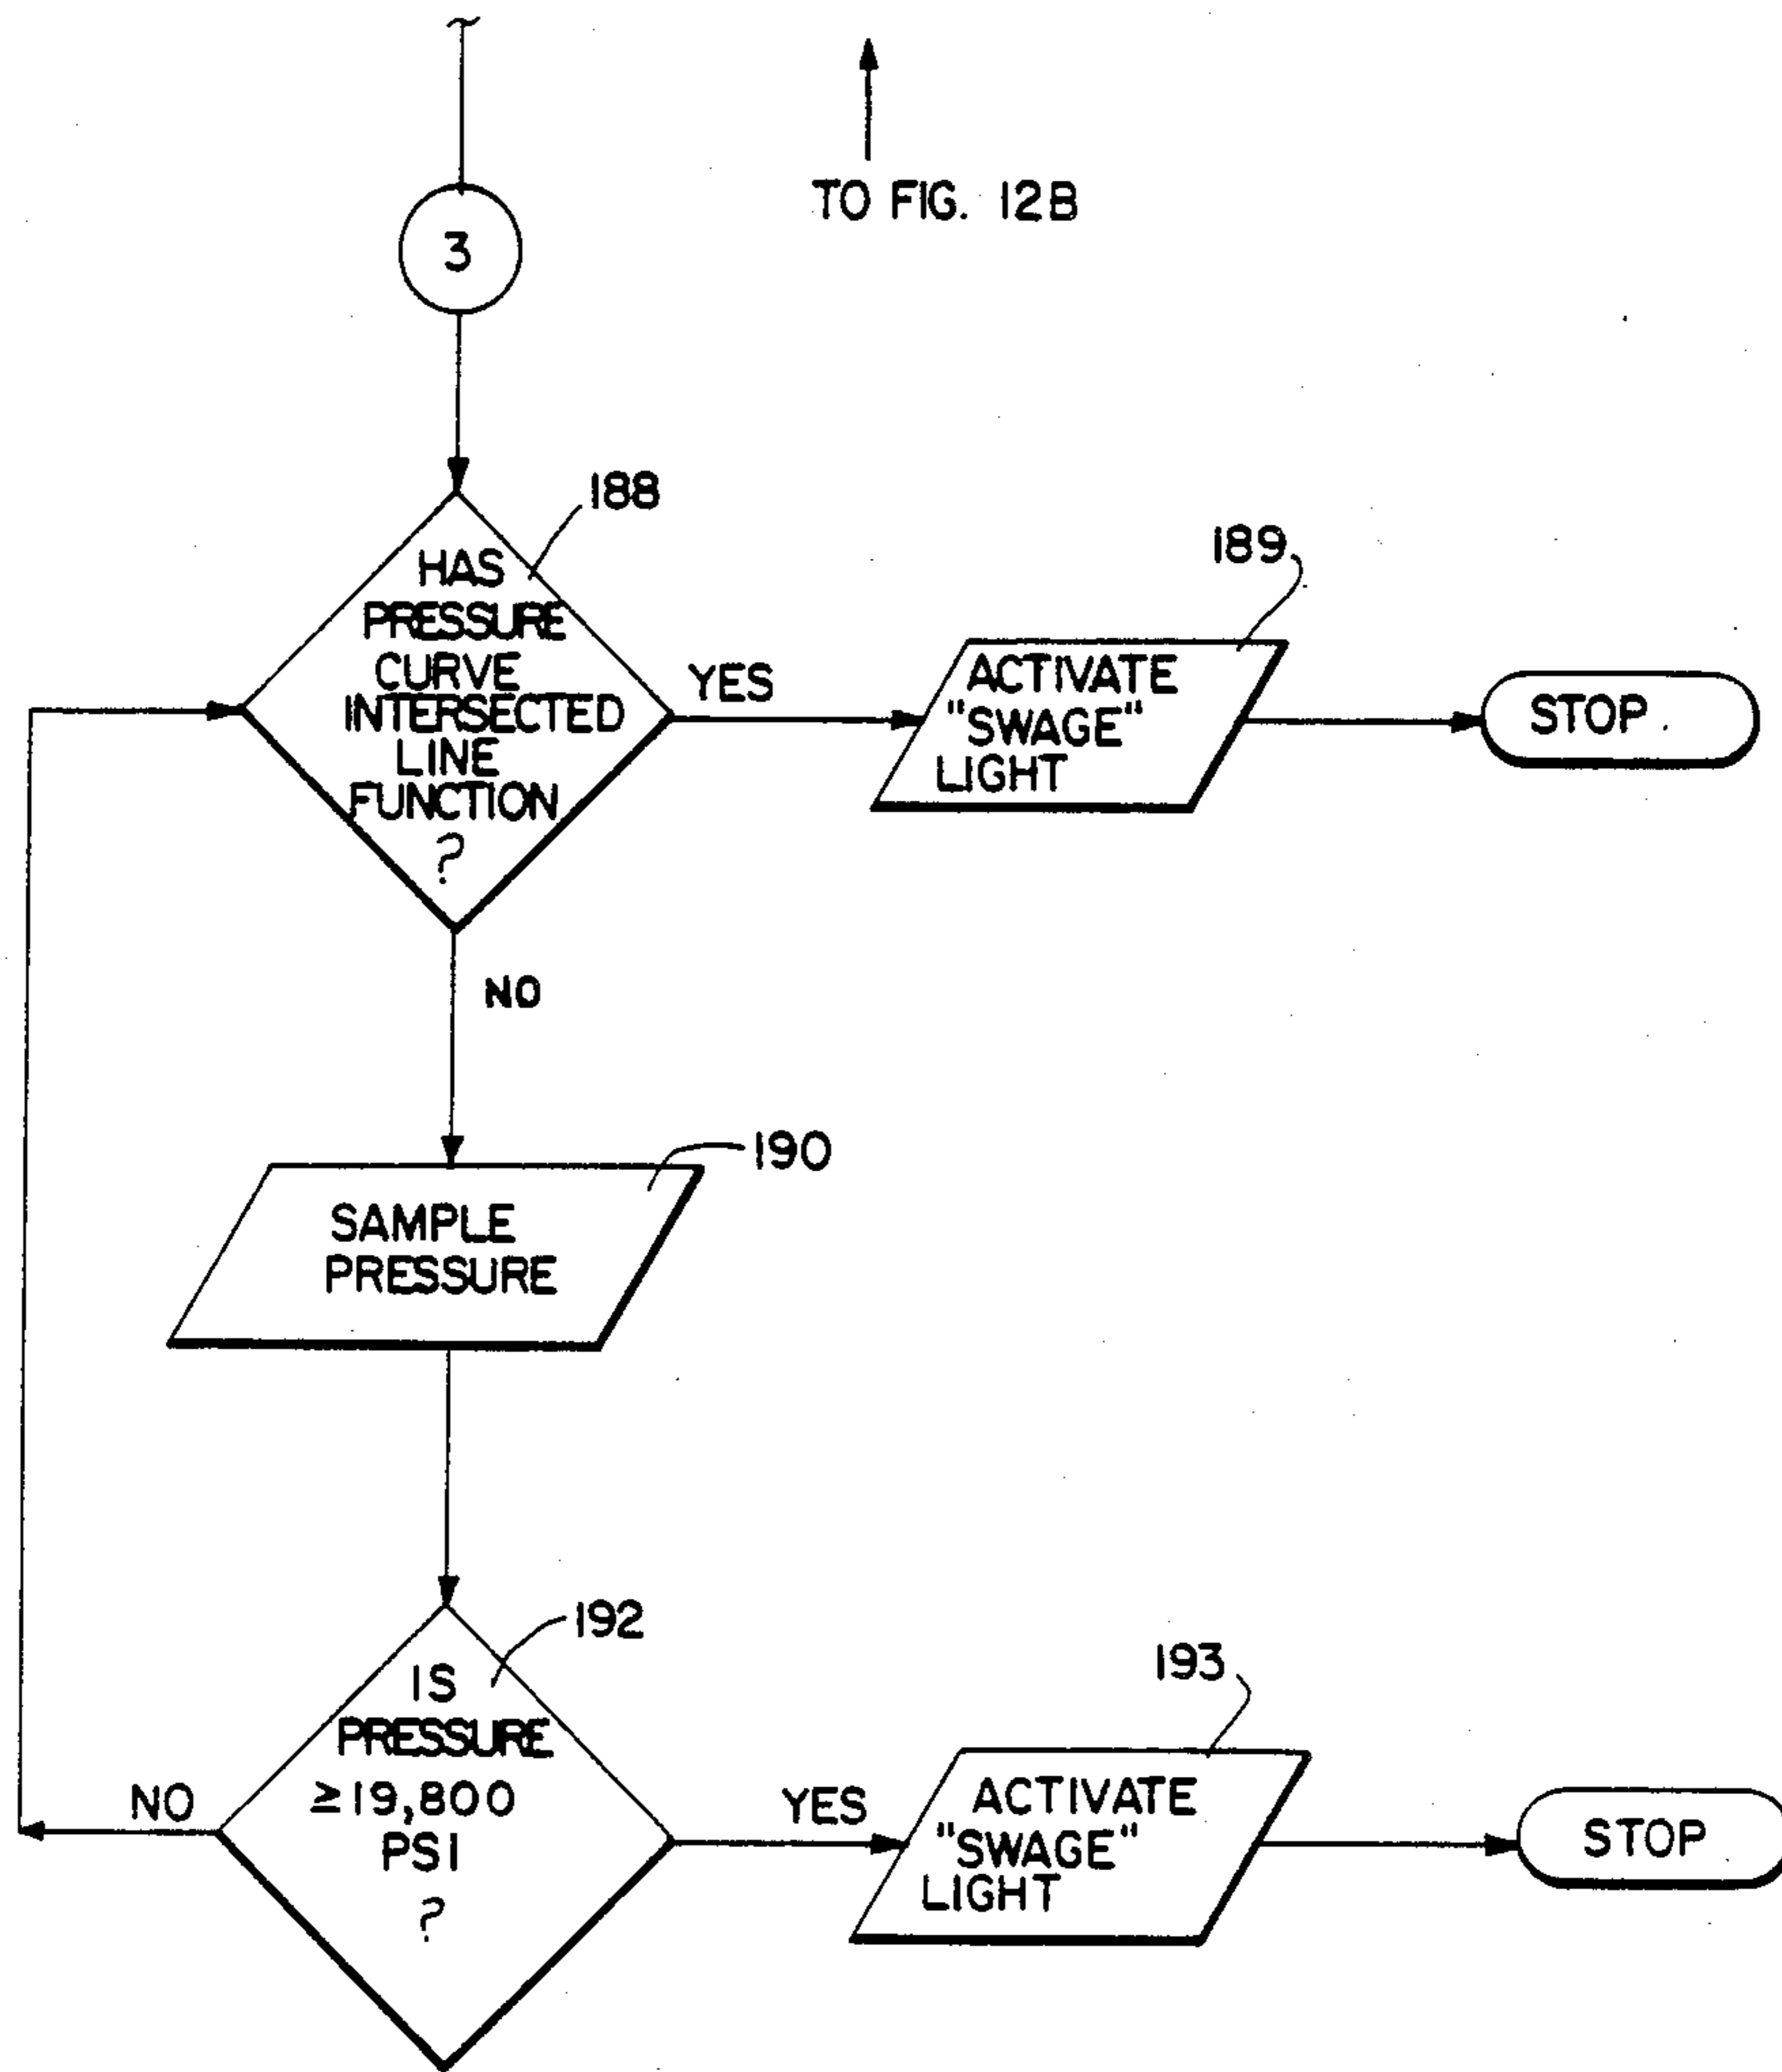 TO FIG. 12B
3
188
HAS
PRESSURE
CURVE
INTERSECTED
LINE
FUNCTION
?
YES
189
ACTIVATE
"SWAGE"
LIGHT
STOP
NO
190
SAMPLE
PRESSURE
192
IS
PRESSURE
≥19,800
PSI
?
NO
YES
193
ACTIVATE
"SWAGE"
LIGHT
STOP